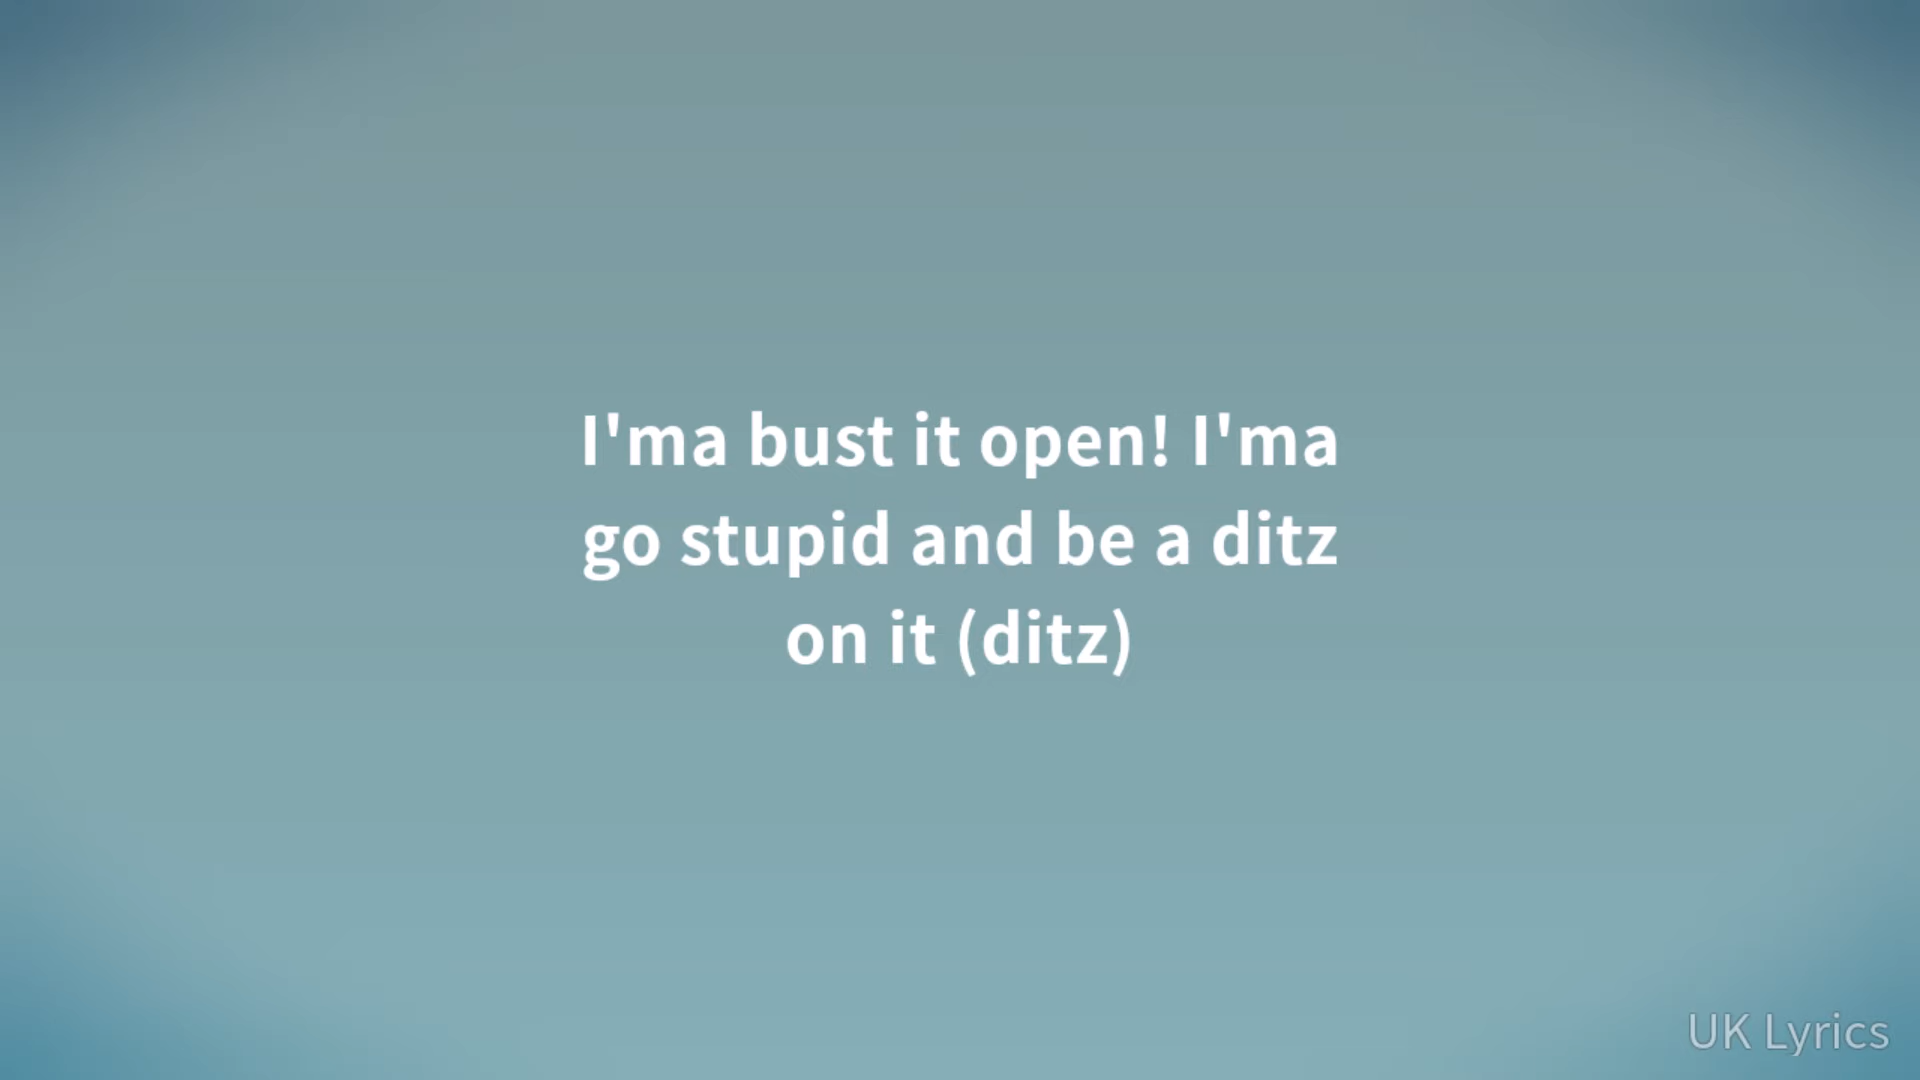 I'ma bust it open! I'ma
go stupid and be a ditz
on it (ditz)
UK Lyrics